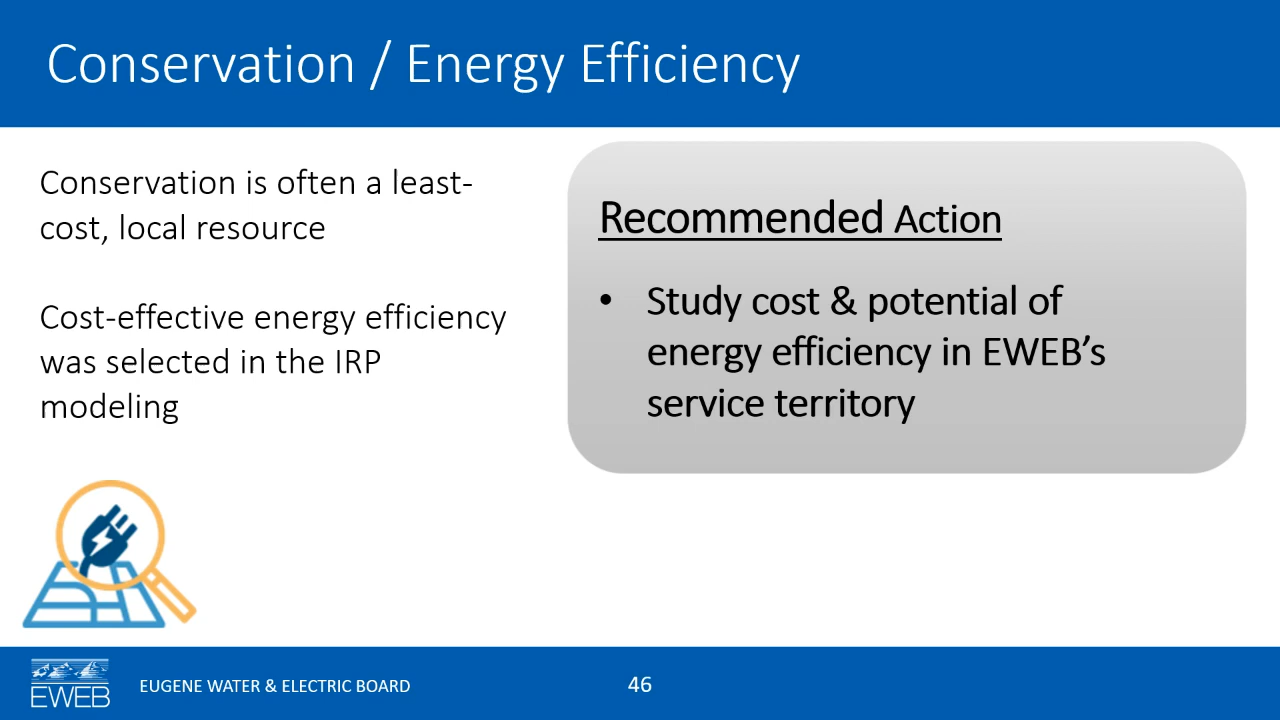 Conservation / Energy Efficiency
Conservation is often a least-
cost, local resource
Cost-effective energy efficiency
was selected in the IRP
modeling
Recommended Action
• Study cost & potential of
energy efficiency in EWEB’s
service territory
EWEB
EUGENE WATER & ELECTRIC BOARD
46